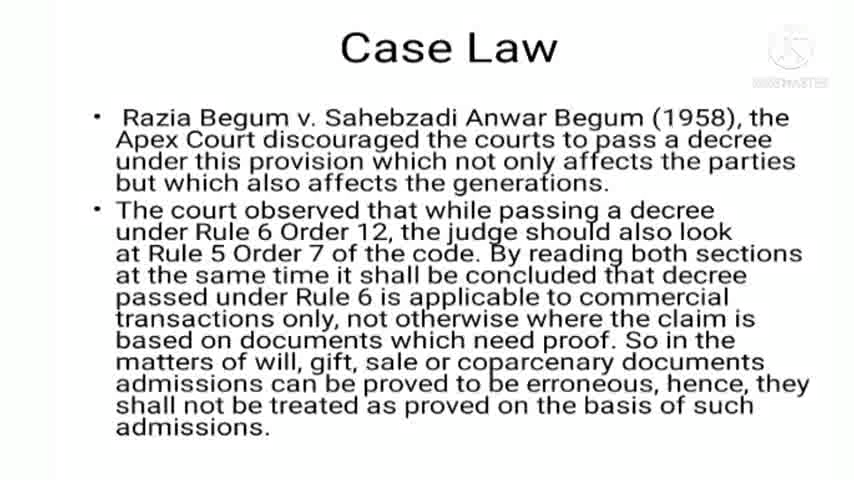 Case Law
• Razia Begum v. Sahebzadi Anwar Begum (1958), the
Apex Court discouraged the courts to pass a decree
under this provision which not only affects the parties
but which also affects the generations.
• The court observed that while passing a decree
under Rule 6 Order 12, the judge should also look
at Rule 5 Order 7 of the code. By reading both sections
at the same time it shall be concluded that decree
passed under Rule 6 is applicable to commercial
transactions only, not otherwise where the claim is
based on documents which need proof. So in the
matters of will, gift, sale or coparcenary documents
admissions can be proved to be erroneous, hence, they
shall not be treated as proved on the basis of such
admissions.